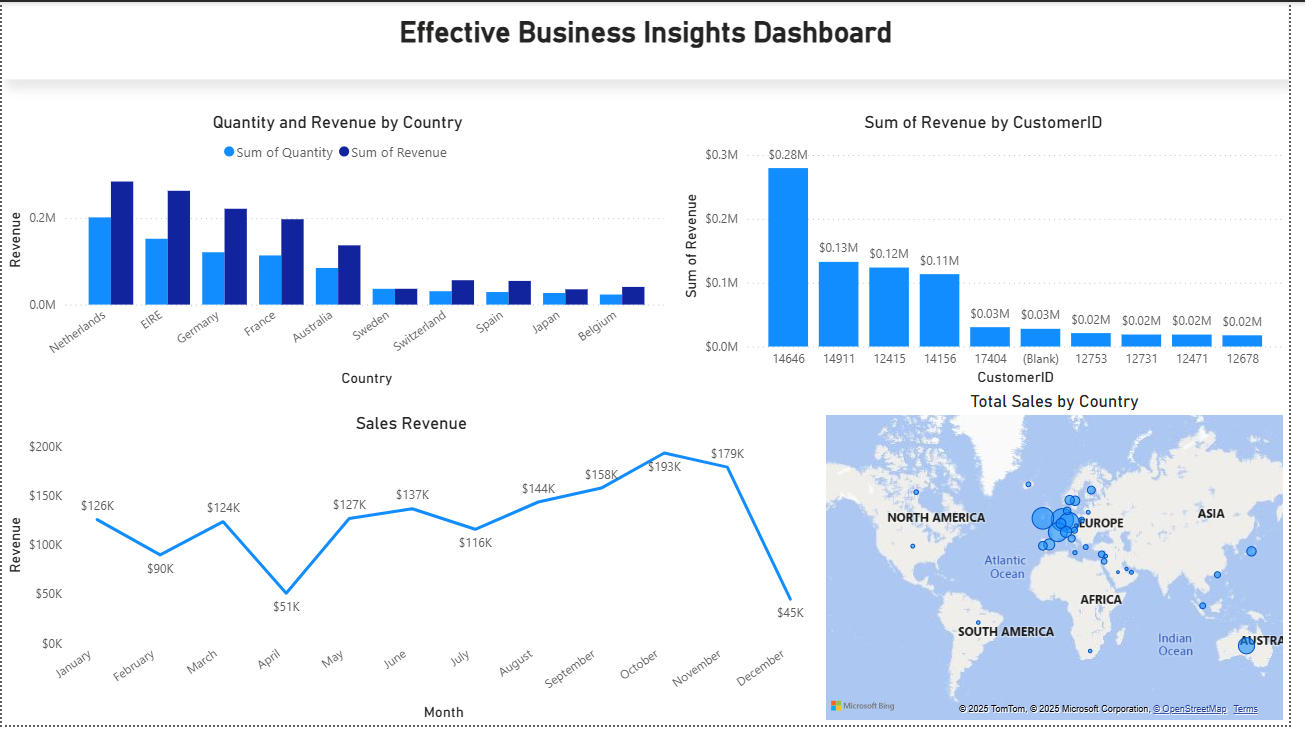 Effective Business Insights Dashboard
Quantity and Revenue by Country
Sum of Quantity Sum of Revenue
Revenue
0.2M
0.0M
Netherlands
EIRE
Germany
France
Australia
Sweden
Switzerland
Spain
Japan
Belgium
Country
Sum of Revenue by CustomerID
Sum of Revenue
$0.3M
$0.2M
$0.1M
$0.0M
$0.28M
$0.13M
$0.12M
$0.11M
$0.03M
$0.03M
$0.02M
$0.02M
$0.02M
$0.02M
14646 14911 12415 14156 17404 (Blank) 12753 12731 12471 12678
CustomerID
Sales Revenue
Revenue
$200K
$150K
$100K
$50K
$0K
$126K
$90K
$124K
$51K
$127K
$137K
$116K
$144K
$158K
$193K
$179K
$45K
January
February
March
April
May
June
July
August
September
October
November
December
Month
Total Sales by Country
NORTH AMERICA
EUROPE
ASIA
Atlantic
Ocean
AFRICA
SOUTH AMERICA
Indian
Ocean
AUSTRA
Microsoft Bing
© 2025 TomTom, © 2025 Microsoft Corporation, © OpenStreetMap Terms